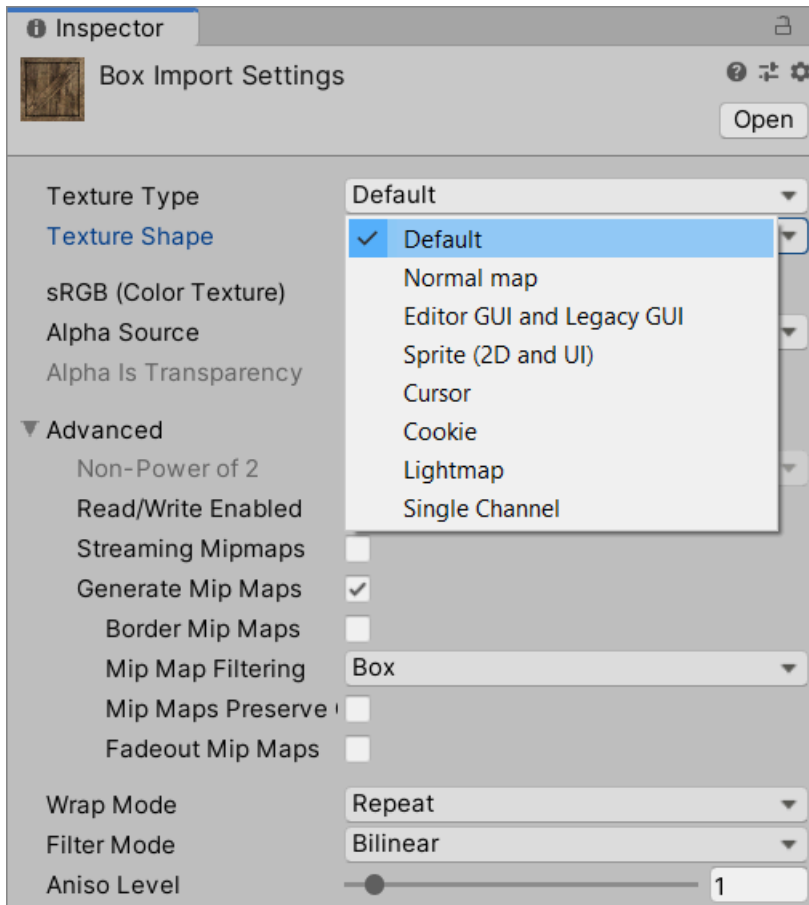 Inspector
Box Import Settings
Open
Texture Type Default
Texture Shape Default
Normal map
sRGB (Color Texture)
Editor GUI and Legacy GUI
Alpha Source
Sprite (2D and UI)
Alpha Is Transparency
Cursor
Advanced Cookie
Non-Power of 2 Lightmap
Read/Write Enabled Single Channel
Streaming Mipmaps
Generate Mip Maps
Border Mip Maps
Mip Map Filtering Box
Mip Maps Preserve
Fadeout Mip Maps
Wrap Mode Repeat
Filter Mode Bilinear
Aniso Level 1